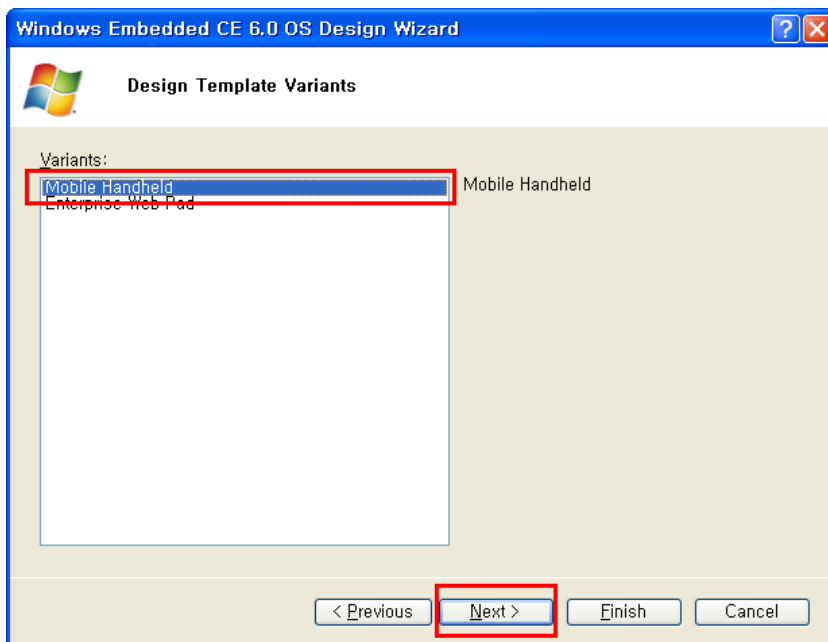 Windows Embedded CE 6.0 OS Design Wizard
Design Template Variants
Variants:
Mobile Handheld
Mobile Handheld
Enterprise Web Pad
< Previous
Next >
Finish
Cancel